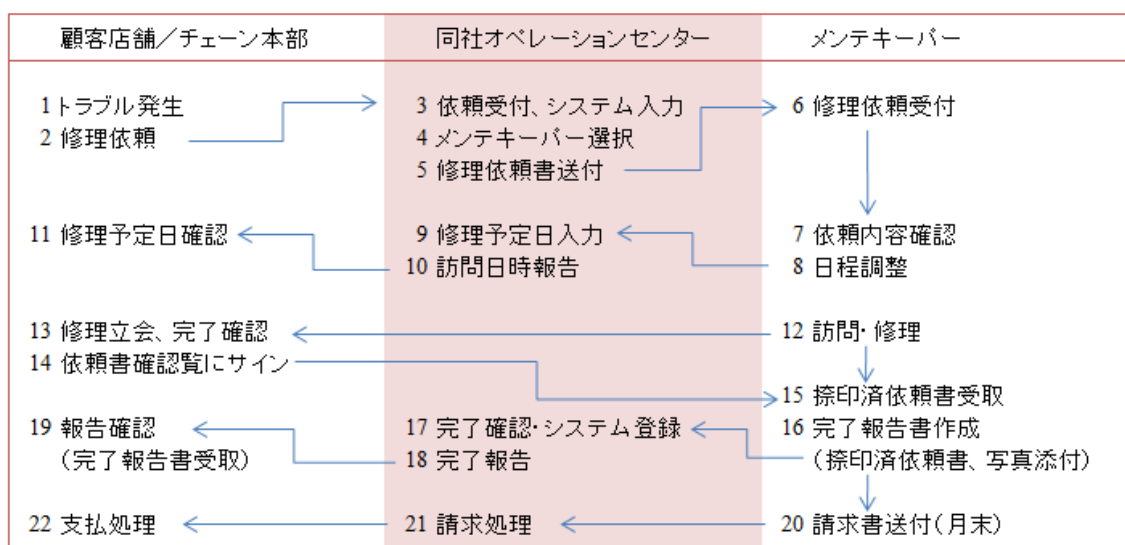 顧客店舗／チェーン本部
同社オペレーションセンター
メンテキーパー
1 トラブル発生
2 修理依頼
3 依頼受付、システム入力
4 メンテキーパー選択
5 修理依頼書送付
6 修理依頼受付
11 修理予定日確認
9 修理予定日入力
10 訪問日時報告
7 依頼内容確認
8 日程調整
13 修理立会、完了確認
14 依頼書確認覧にサイン
12 訪問・修理
15 捺印済依頼書受取
19 報告確認
（完了報告書受取）
17 完了確認・システム登録
18 完了報告
16 完了報告書作成
（捺印済依頼書、写真添付）
22 支払処理
21 請求処理
20 請求書送付（月末）